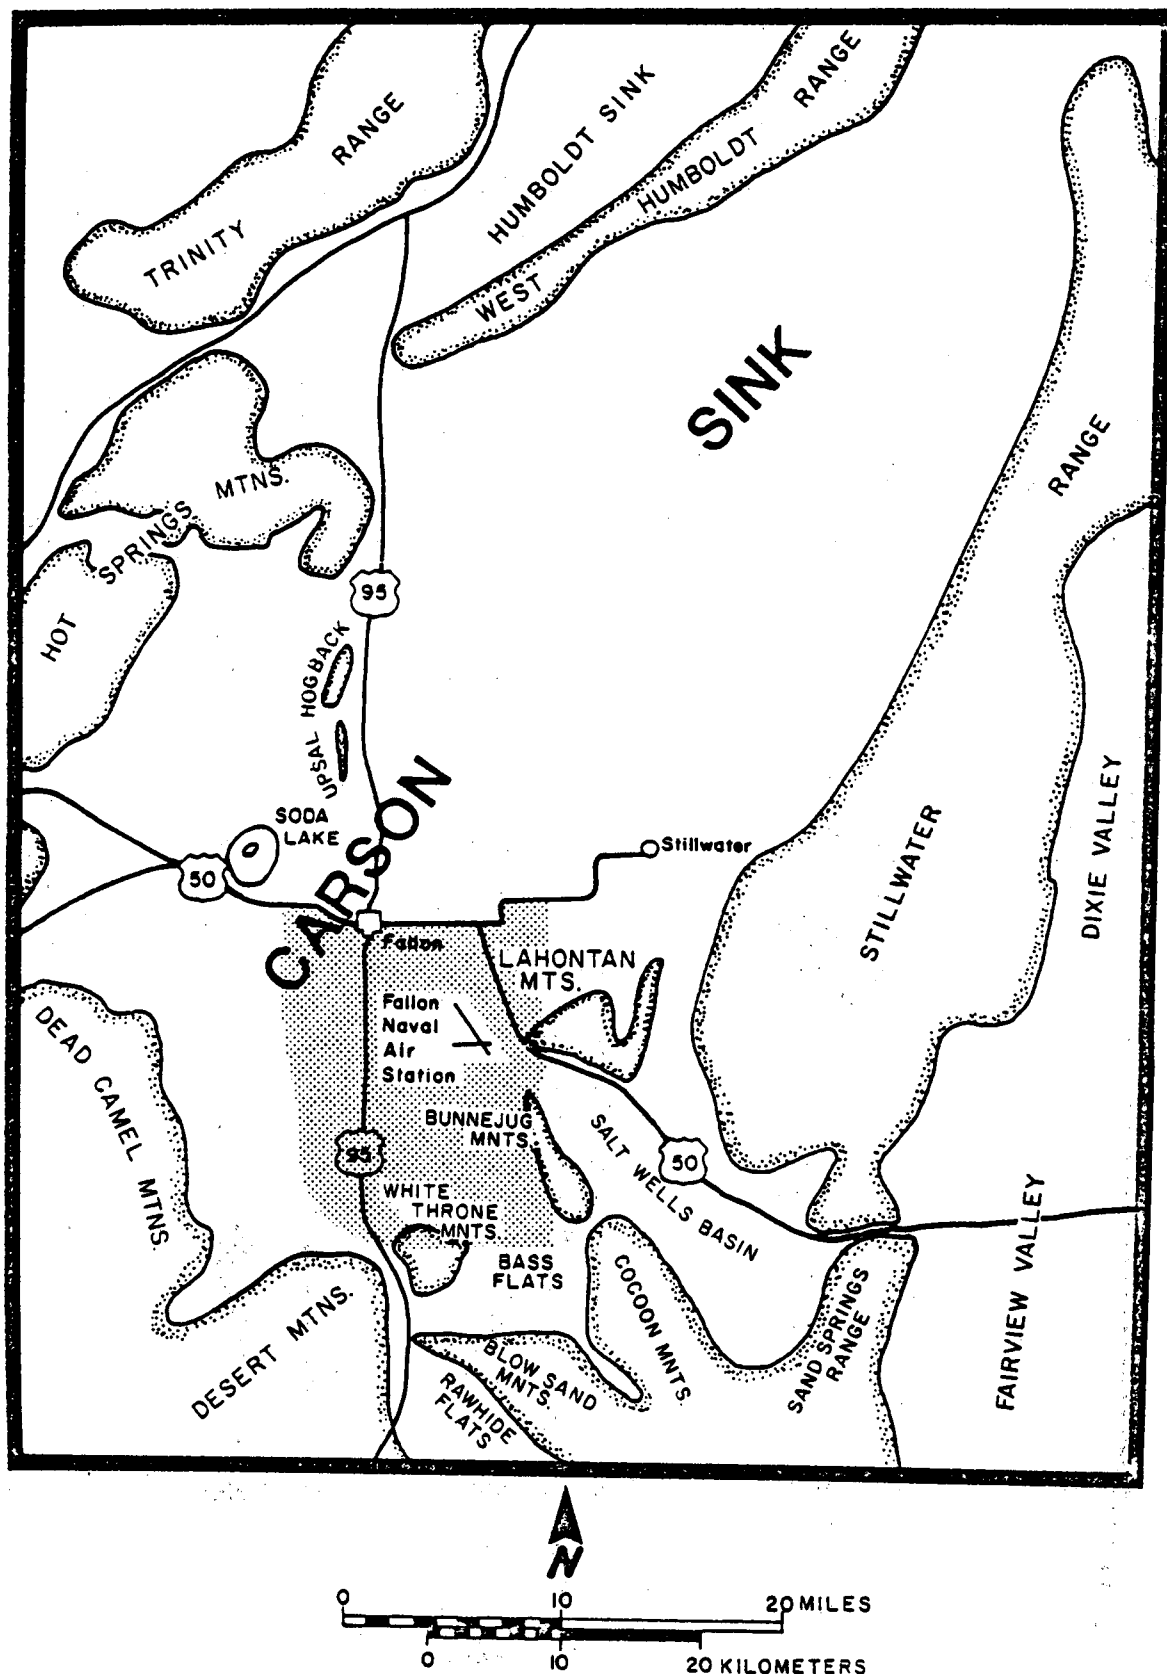 RANGE
TRINITY
HUMBOLDT SINK
RANGE
HUMBOLDT
WEST
SINK
RANGE
MTNS.
SPRINGS
HOT
95
UPSAL HOGBACK
SODA
LAKE
CARSON
50
Stillwater
STILLWATER
DIXIE VALLEY
Fallon
LAHONTAN
MTS.
Fallon
Naval
Air
Station
DEAD CAMEL MTNS.
BUNNEJUG
MNTS.
SALT WELLS BASIN
50
95
WHITE
THRONE
MNTS.
BASS
FLATS
COCOON MNTS.
SAND SPRINGS
RANGE
FAIRVIEW VALLEY
DESERT MTNS.
BLOW SAND
MNTS.
RAWHIDE
FLATS
N
0 10 20 MILES
0 10 20 KILOMETERS